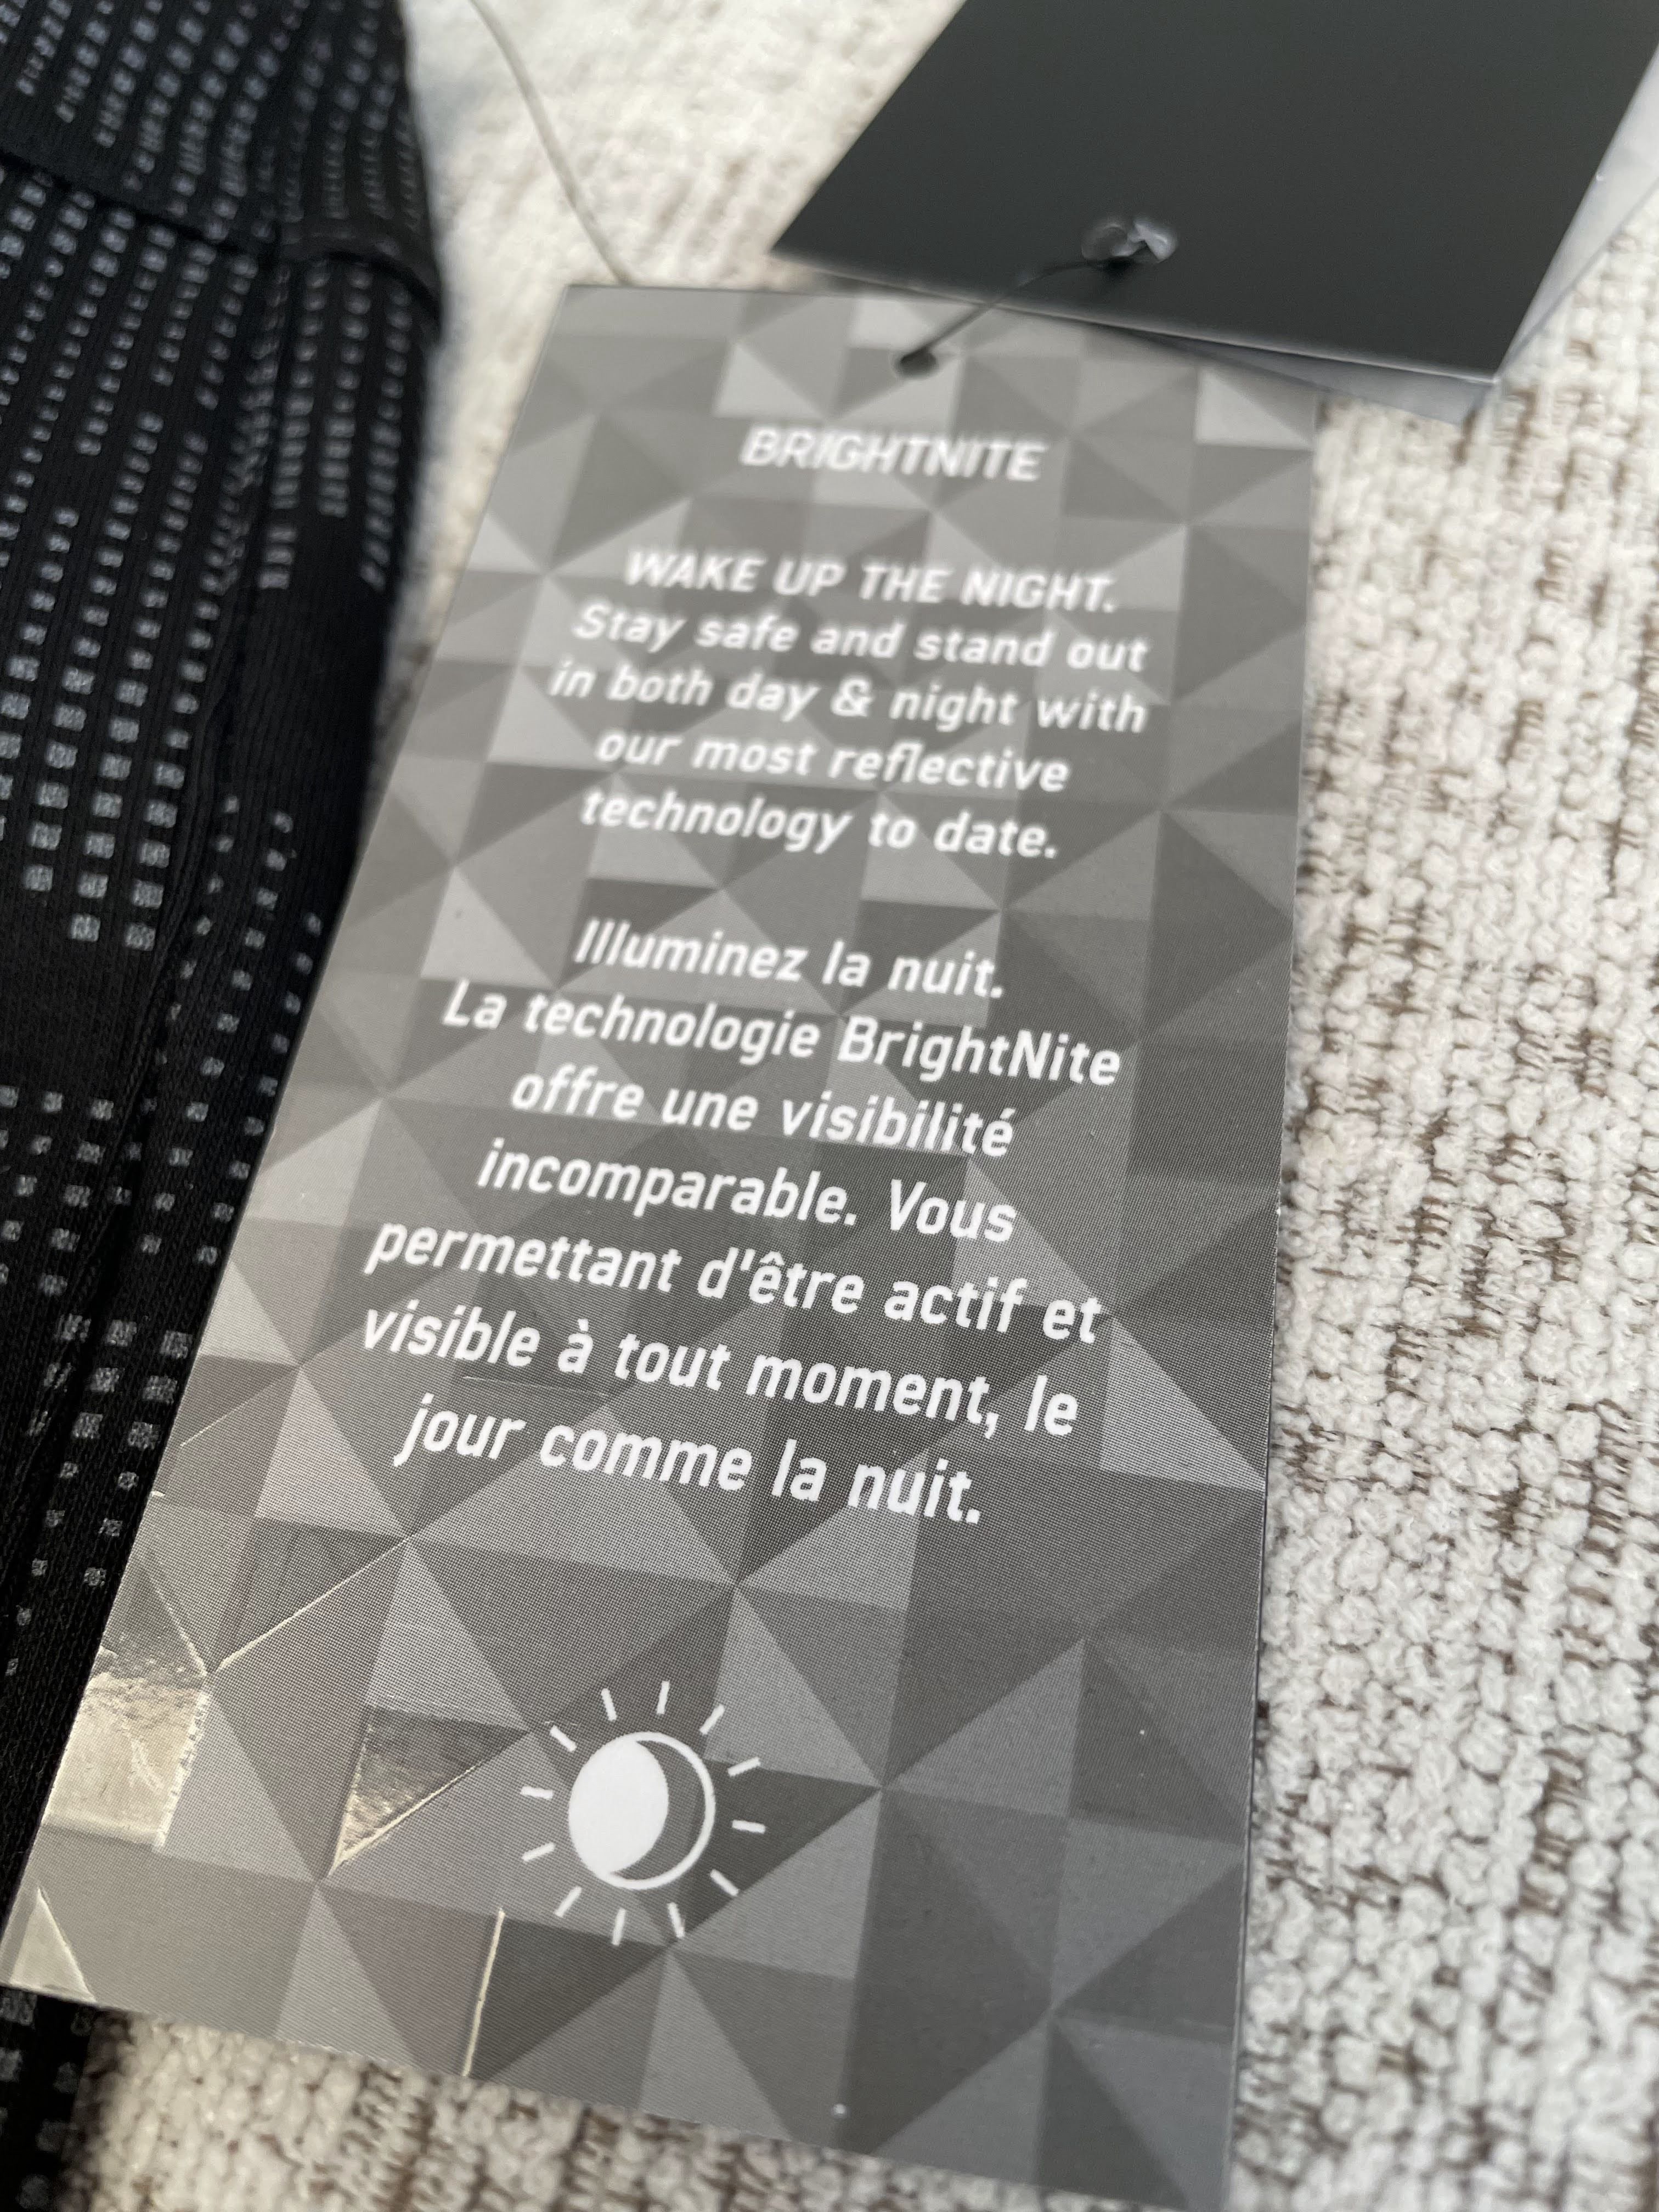 BRIGHTNITE
WAKE UP THE NIGHT.
Stay safe and stand out
in both day & night with
our most reflective
technology to date.
Illuminez la nuit.
La technologie BrightNite
offre une visibilité
incomparable. Vous
permettant d'être actif et
visible à tout moment, le
jour comme la nuit.